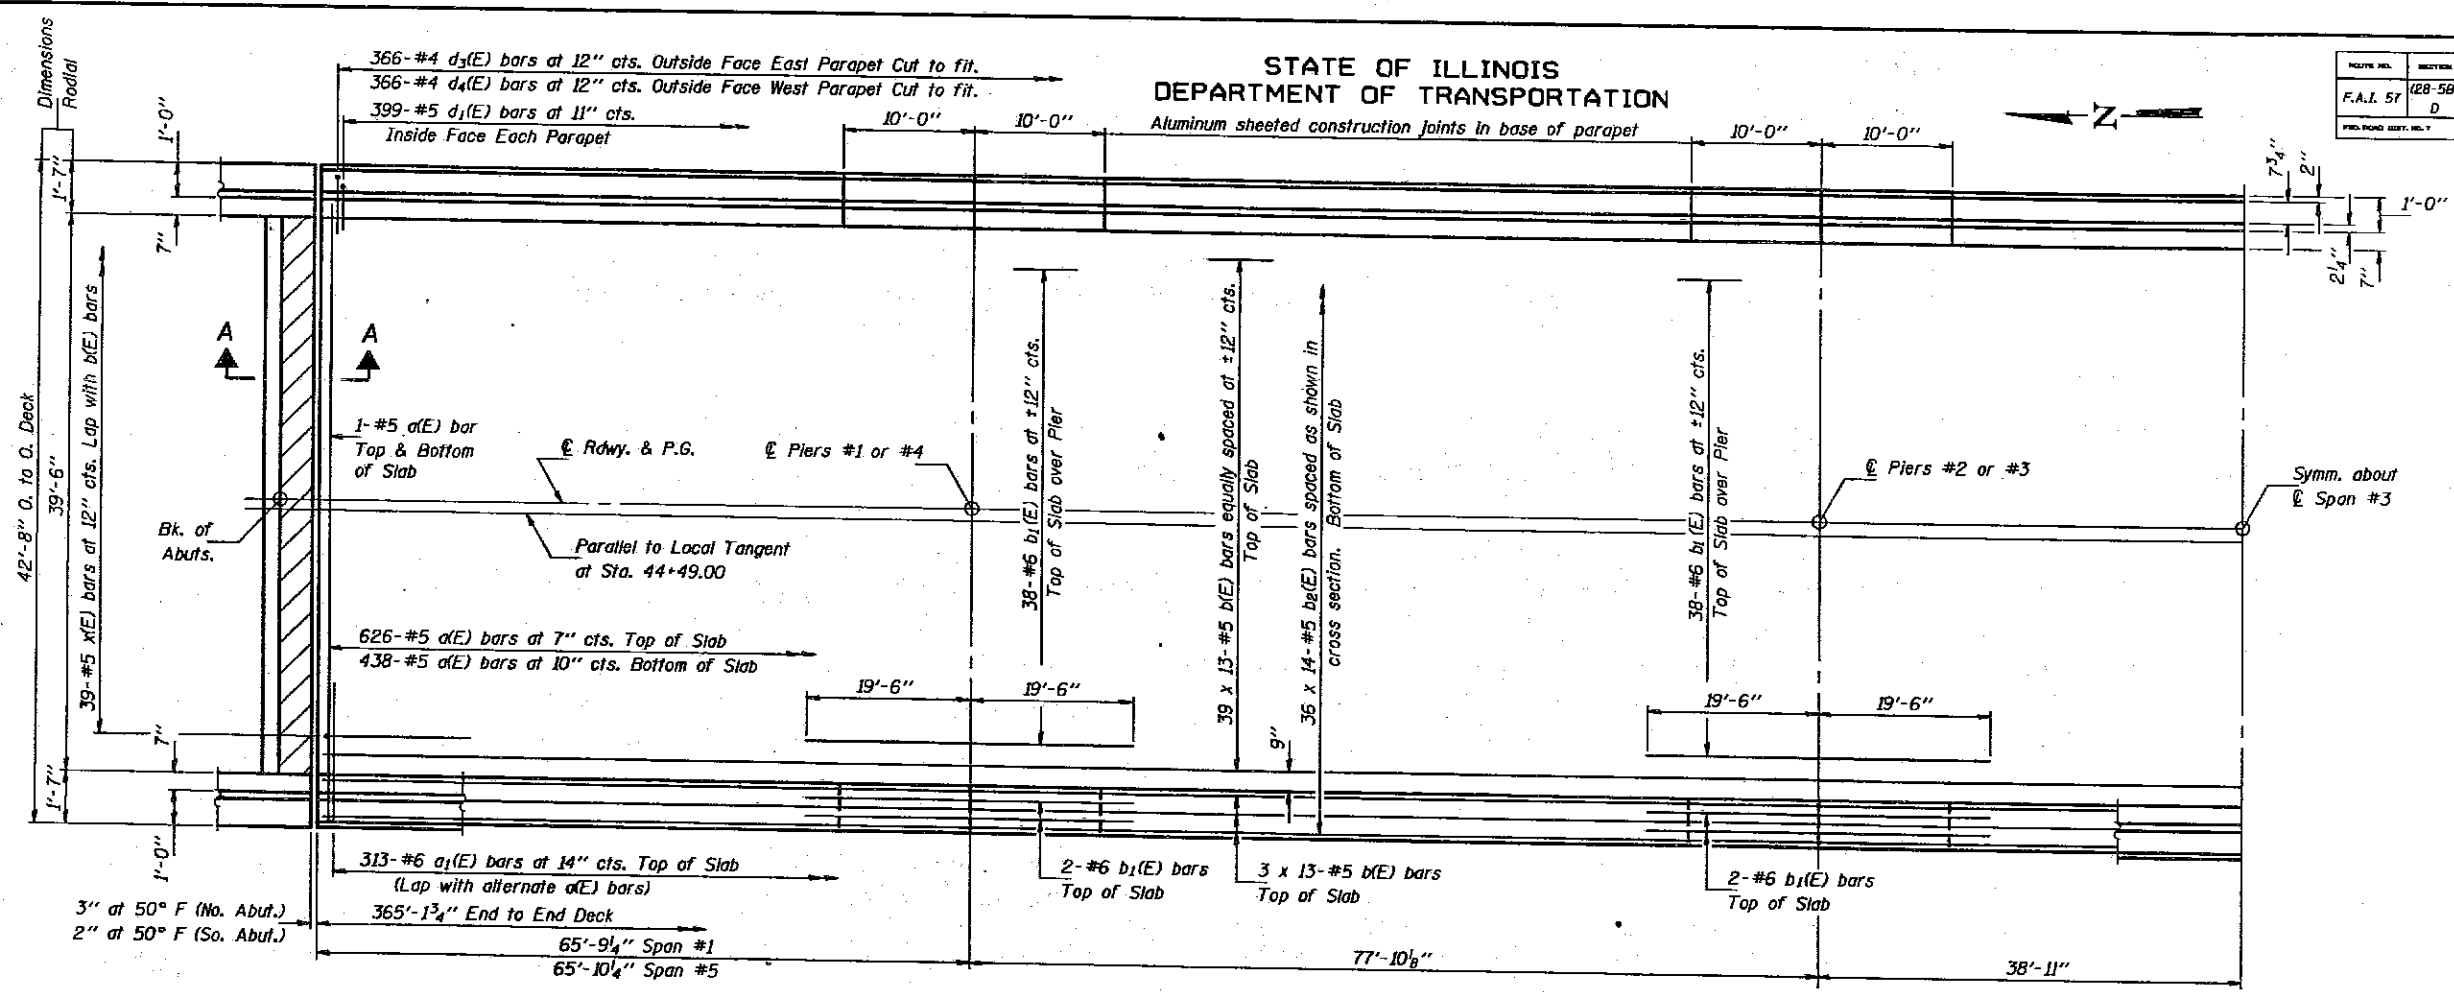 STATE OF ILLINOIS
DEPARTMENT OF TRANSPORTATION
Aluminum sheeted construction joints in base of parapet
ROUTE NO.
SECTION
F.A.I. 57
(28-5B
D
FED. ROAD DIST. NO. 7
Z
Dimensions
Radial
366-#4 d3(E) bars at 12" cts. Outside Face East Parapet Cut to fit.
366-#4 d4(E) bars at 12" cts. Outside Face West Parapet Cut to fit.
399-#5 d1(E) bars at 11" cts.
Inside Face Each Parapet
10'-0"
10'-0"
10'-0"
10'-0"
1'-0"
1'-7"
7"
7¾"
2"
1'-0"
2¼"
7"
42'-8" O. to O. Deck
39'-6"
39-#5 x(E) bars at 12" cts. Lap with b(E) bars
A
A
1-#5 a(E) bar
Top & Bottom
of Slab
℄ Rdwy. & P.G.
℄ Piers #1 or #4
Bk. of
Abuts.
Parallel to Local Tangent
at Sta. 44+49.00
38-#6 b1(E) bars at ±12" cts.
Top of Slab over Pier
39 x 13-#5 b(E) bars equally spaced at ±12" cts.
Top of Slab
36 x 14-#5 b2(E) bars spaced as shown in
cross section. Bottom of Slab
38-#6 b1(E) bars at ±12" cts.
Top of Slab over Pier
℄ Piers #2 or #3
Symm. about
℄ Span #3
626-#5 a(E) bars at 7" cts. Top of Slab
438-#5 a(E) bars at 10" cts. Bottom of Slab
19'-6"
19'-6"
19'-6"
19'-6"
9"
7"
1'-7"
1'-0"
313-#6 a1(E) bars at 14" cts. Top of Slab
(Lap with alternate a(E) bars)
2-#6 b1(E) bars
Top of Slab
3 x 13-#5 b(E) bars
Top of Slab
2-#6 b1(E) bars
Top of Slab
3" at 50° F (No. Abut.)
2" at 50° F (So. Abut.)
365'-1¾" End to End Deck
65'-9¼" Span #1
65'-10¼" Span #5
77'-10⅛"
38'-11"